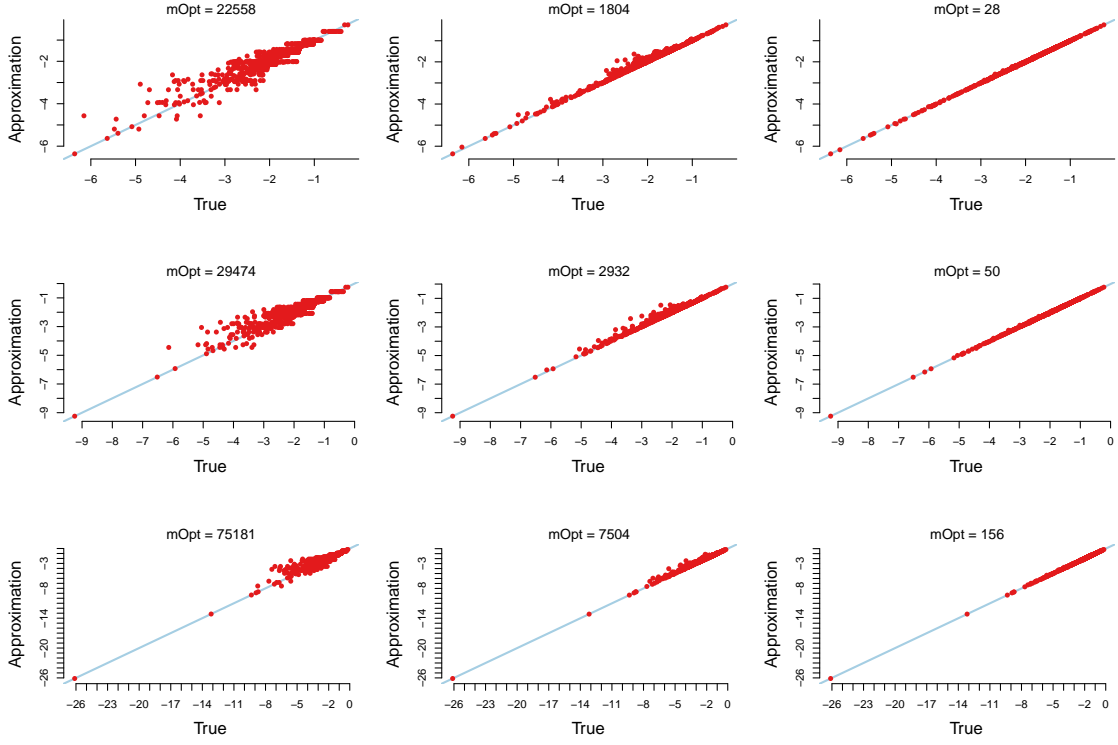 mOpt = 22558
Approximation
-2
-4
-6
−6 −5 −4 −3 −2 −1
True
mOpt = 1804
Approximation
-2
-4
-6
−6 −5 −4 −3 −2 −1
True
mOpt = 28
Approximation
-2
-4
-6
−6 −5 −4 −3 −2 −1
True
mOpt = 29474
Approximation
-1
-3
-5
-7
-9
−9 −8 −7 −6 −5 −4 −3 −2 −1 0
True
mOpt = 2932
Approximation
-1
-3
-5
-7
-9
−9 −8 −7 −6 −5 −4 −3 −2 −1 0
True
mOpt = 50
Approximation
-1
-3
-5
-7
-9
−9 −8 −7 −6 −5 −4 −3 −2 −1 0
True
mOpt = 75181
Approximation
-3
-8
-14
-20
-26
−26 −23 −20 −17 −14 −11 −8 −5 −2 0
True
mOpt = 7504
Approximation
-3
-8
-14
-20
-26
−26 −23 −20 −17 −14 −11 −8 −5 −2 0
True
mOpt = 156
Approximation
-3
-8
-14
-20
-26
−26 −23 −20 −17 −14 −11 −8 −5 −2 0
True